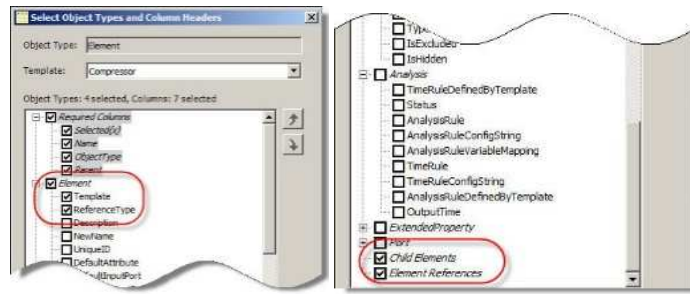 Select Object Types and Column Headers
Object Type: Element
Template: Compressor
Object Types: 4 selected, Columns: 7 selected
Required Columns
Selected(x)
Name
ObjectType
Parent
Element
Template
ReferenceType
Description
NewName
UniqueID
DefaultAttribute
IsExcluded
IsHidden
Analysis
TimeRuleDefinedByTemplate
Status
AnalysisRule
AnalysisRuleConfigString
AnalysisRuleVariableMapping
TimeRule
TimeRuleConfigString
AnalysisRuleDefinedByTemplate
OutputTime
ExtendedProperty
Port
Child Elements
Element References